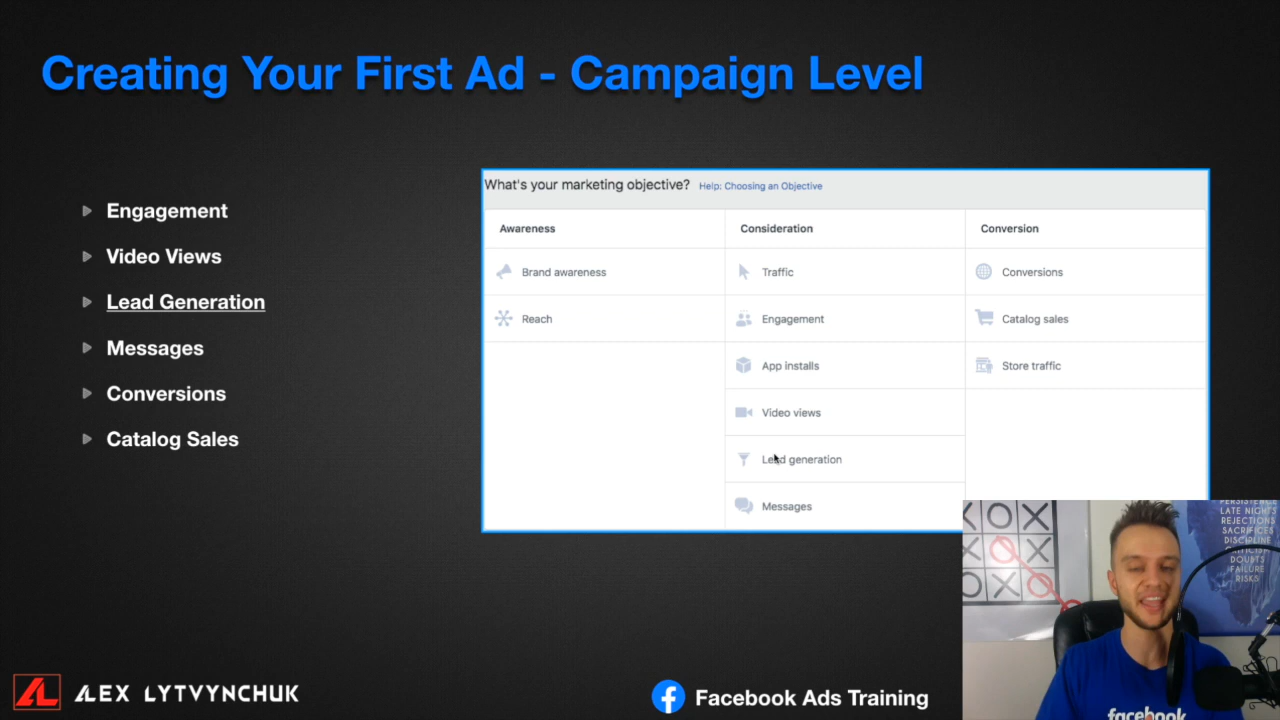 Creating Your First Ad - Campaign Level
Engagement
Video Views
Lead Generation
Messages
Conversions
Catalog Sales
What's your marketing objective? Help: Choosing an Objective
Awareness Consideration Conversion
Brand awareness Traffic Conversions
Reach Engagement Catalog sales
App installs Store traffic
Video views
Lead generation
Messages
PERSISTENCE
LATE NIGHTS
REJECTIONS
SACRIFICES
DISCIPLINE
CRITICISM
DOUBTS
FAILURE
RISKS
X O X
X O X
X O O
facebook
AL ALEX LYTVYNCHUK
f Facebook Ads Training